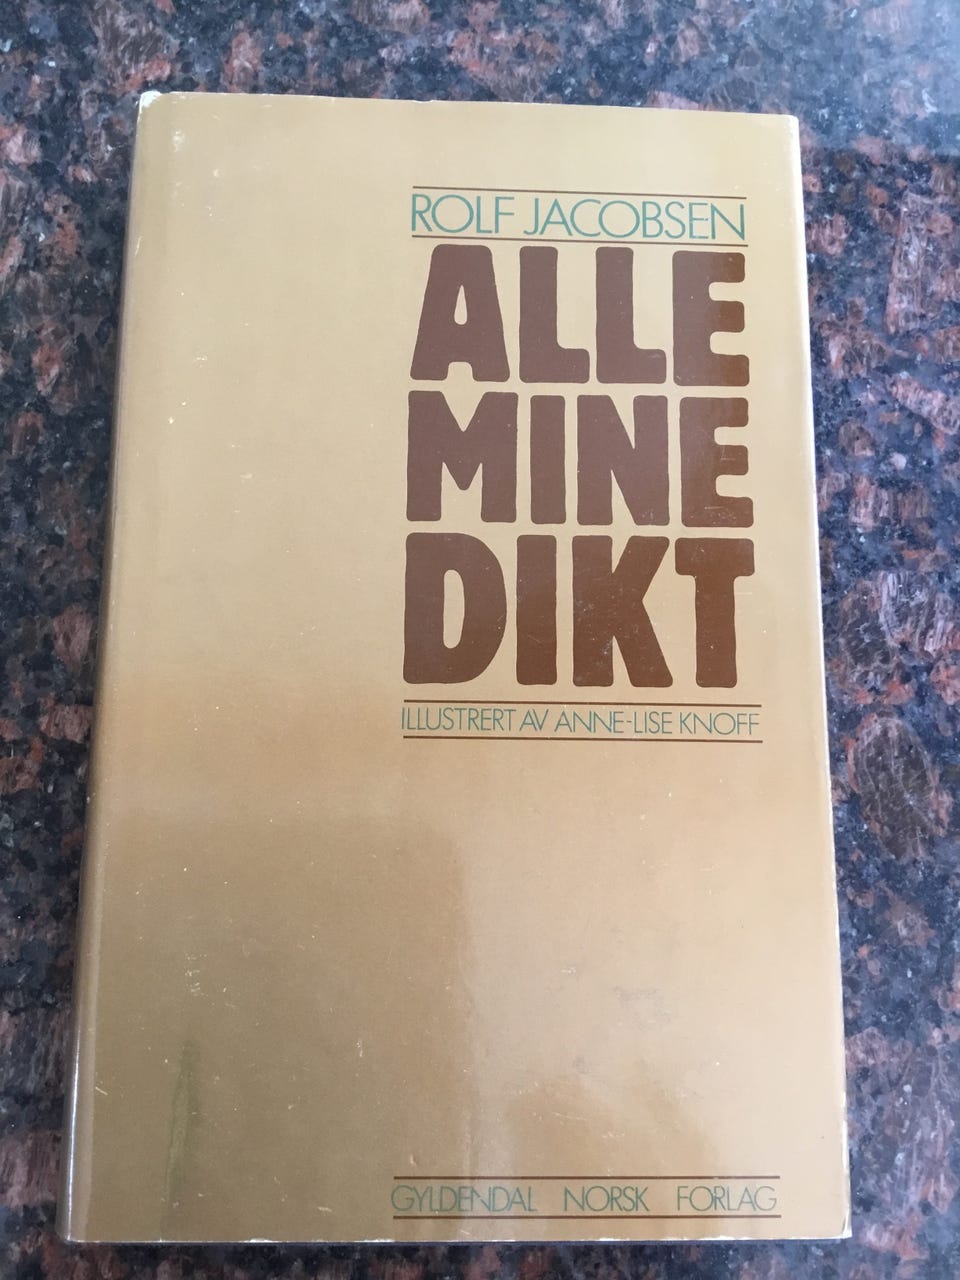 ROLF JACOBSEN
ALLE
MINE
DIKT
ILLUSTRERT AV ANNE-LISE KNOFF
GYLDENDAL NORSK FORLAG